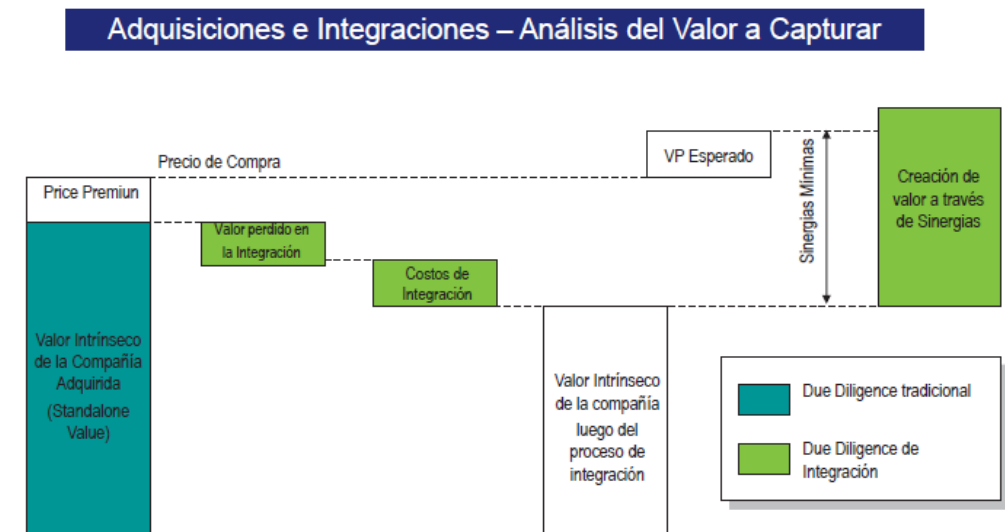 Adquisiciones e Integraciones – Análisis del Valor a Capturar
Precio de Compra
Price Premiun
Valor perdido en
la Integración
Costos de
Integración
Valor Intrínseco
de la Compañía
Adquirida
(Standalone
Value)
Valor Intrínseco
de la compañía
luego del
proceso de
integración
VP Esperado
Sinergias Mínimas
Creación de
valor a través
de Sinergias
Due Diligence tradicional
Due Diligence de
Integración